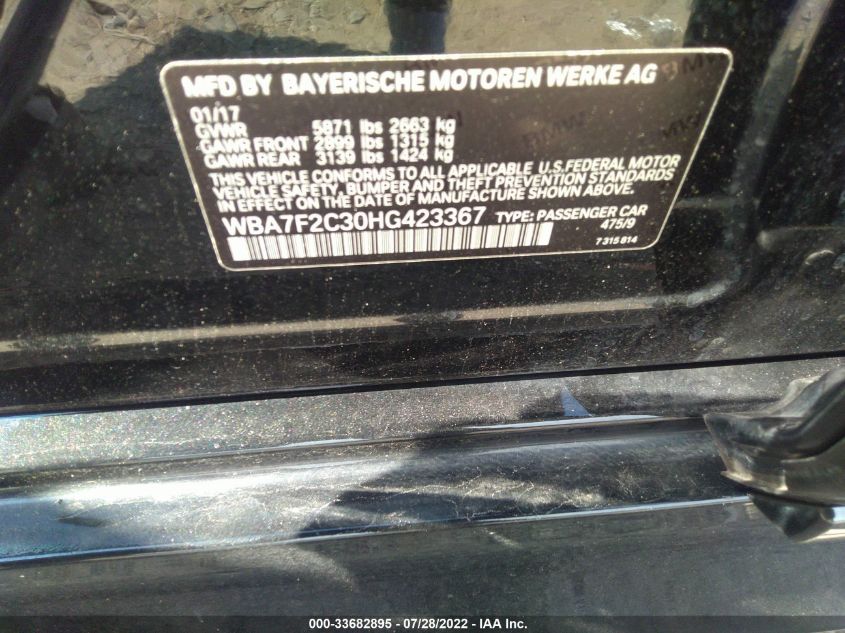 MFD BY BAYERISCHE MOTOREN WERKE AG
01/17
GVWR 5871 lbs 2663 kg
GAWR FRONT 2899 lbs 1315 kg
GAWR REAR 3139 lbs 1424 kg
THIS VEHICLE CONFORMS TO ALL APPLICABLE U.S. FEDERAL MOTOR
VEHICLE SAFETY, BUMPER AND THEFT PREVENTION STANDARDS
IN EFFECT ON THE DATE OF MANUFACTURE SHOWN ABOVE.
WBA7F2C30HG423367 TYPE: PASSENGER CAR
475/9
7 315 814
000-33682895 / 07/28/2022 - IAA Inc.